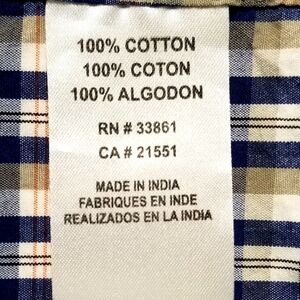 100% COTTON
100% COTON
100% ALGODON
RN # 33861
CA # 21551
MADE IN INDIA
FABRIQUES EN INDE
REALIZADOS EN LA INDIA